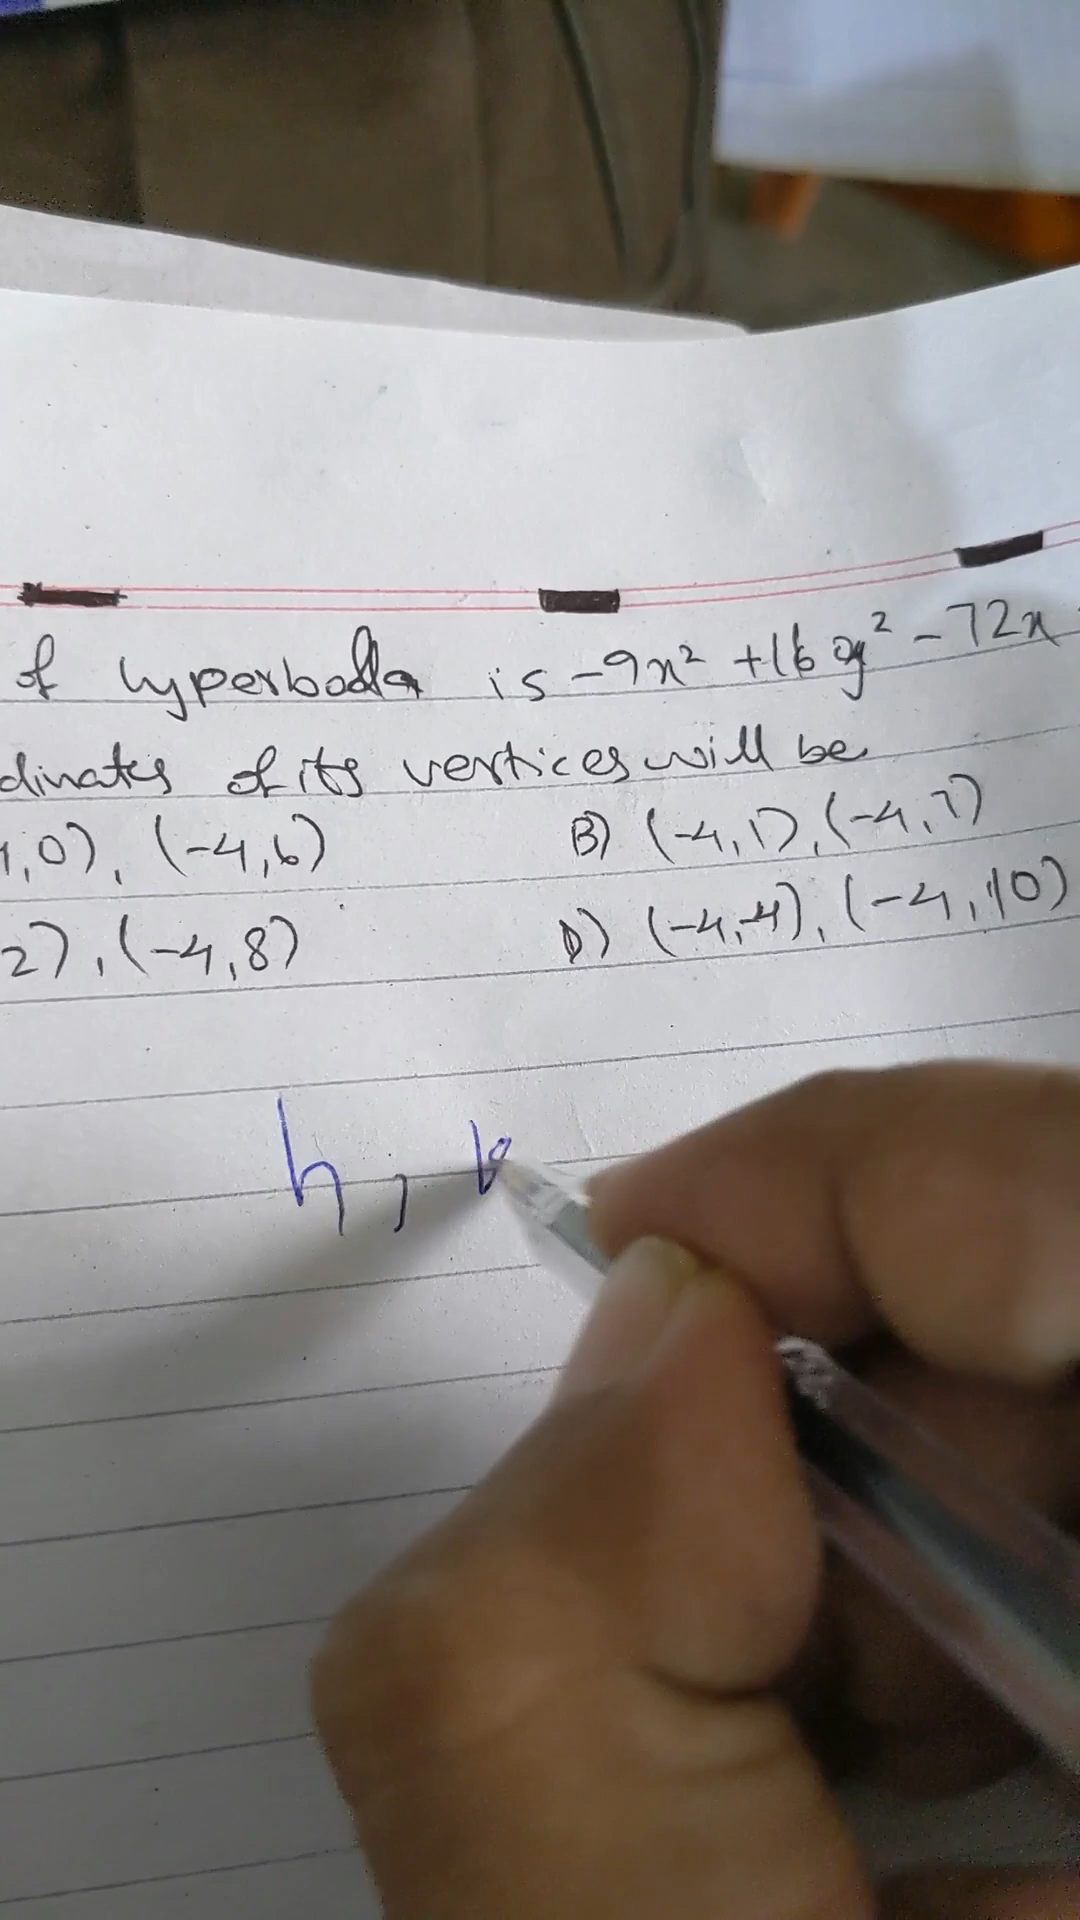 of hyperbola is -9x² +16y² -72x
dinates of its vertices will be
,0), (-4,6) B) (-4,1), (-4,7)
2), (-4,8) D) (-4,-4), (-4,10)
h, k